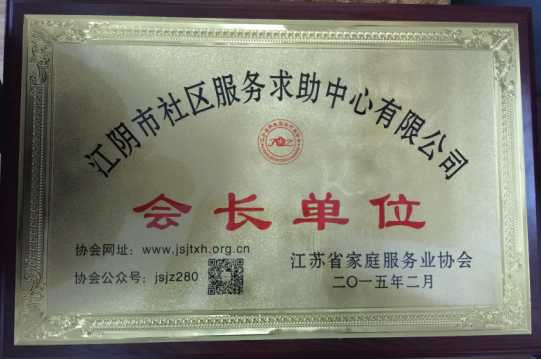 江阴市社区服务求助中心有限公司
会长单位
协会网址：www.jsjtxh.org.cn
协会公众号：jsjz280
江苏省家庭服务业协会
二〇一五年二月